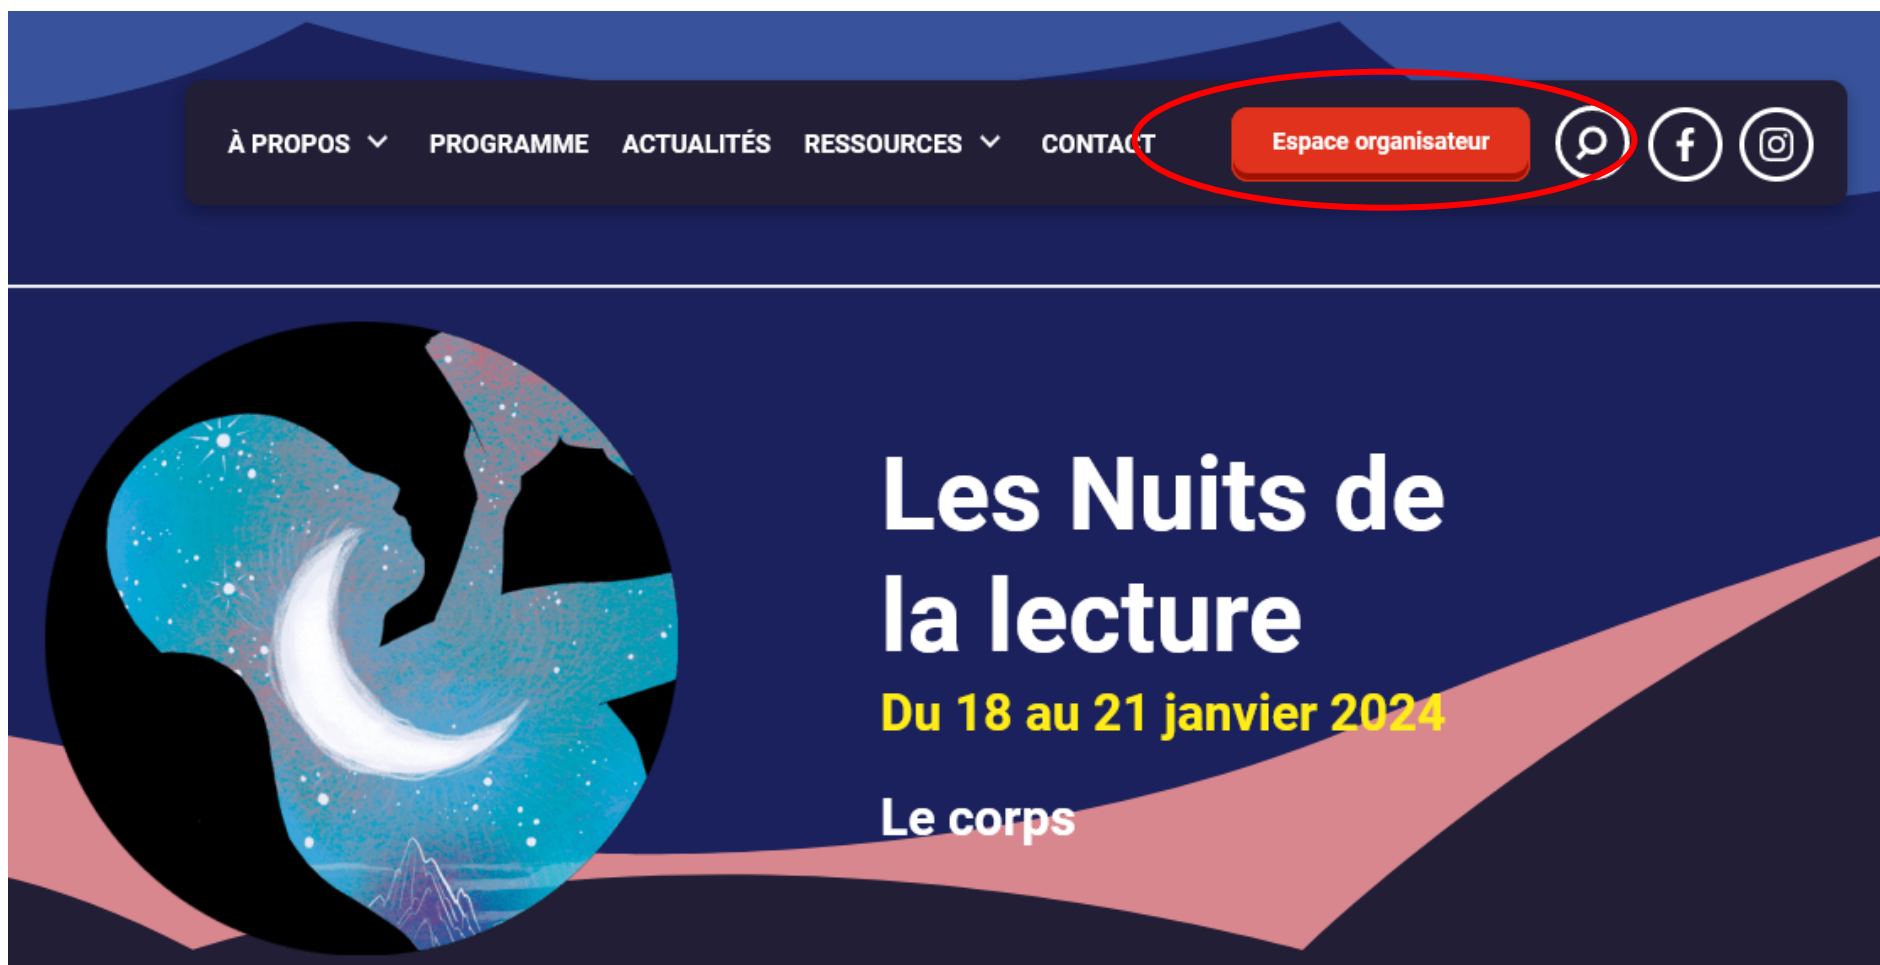 À PROPOS PROGRAMME ACTUALITÉS RESSOURCES CONTACT Espace organisateur
Les Nuits de
la lecture
Du 18 au 21 janvier 2024
Le corps